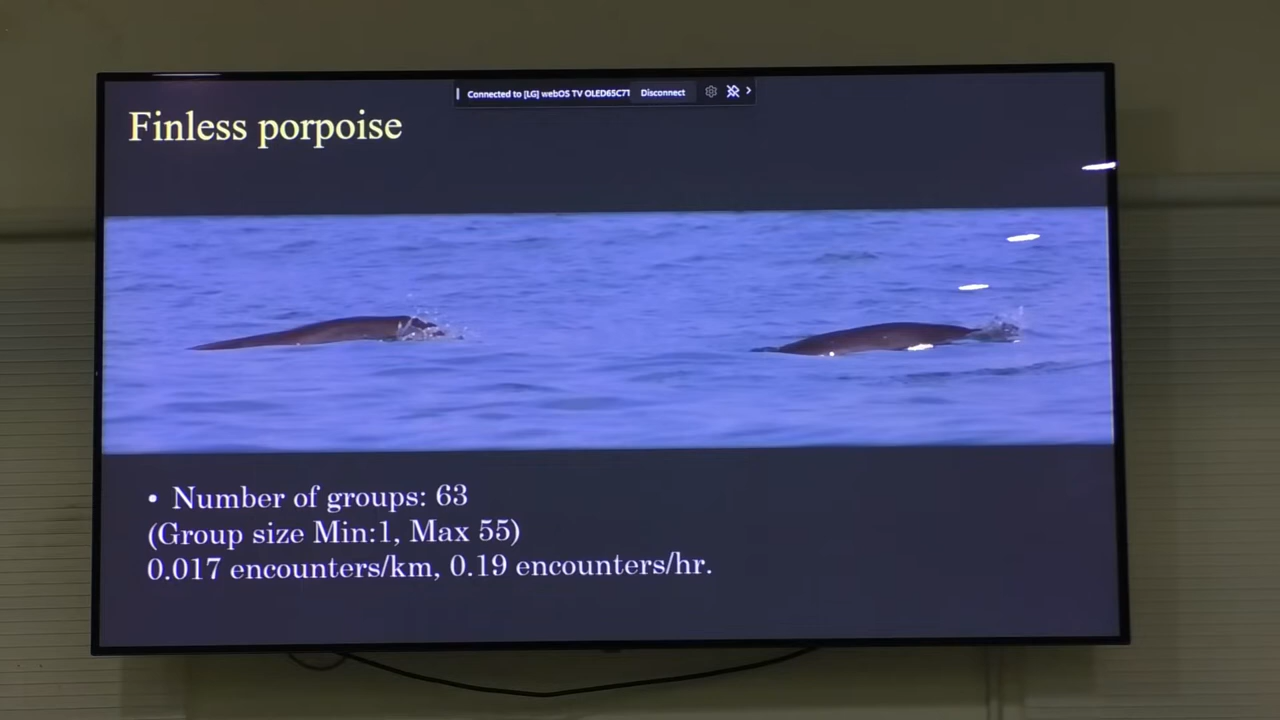 Connected to [LG] webOS TV OLED65C7T Disconnect
Finless porpoise
• Number of groups: 63
(Group size Min:1, Max 55)
0.017 encounters/km, 0.19 encounters/hr.